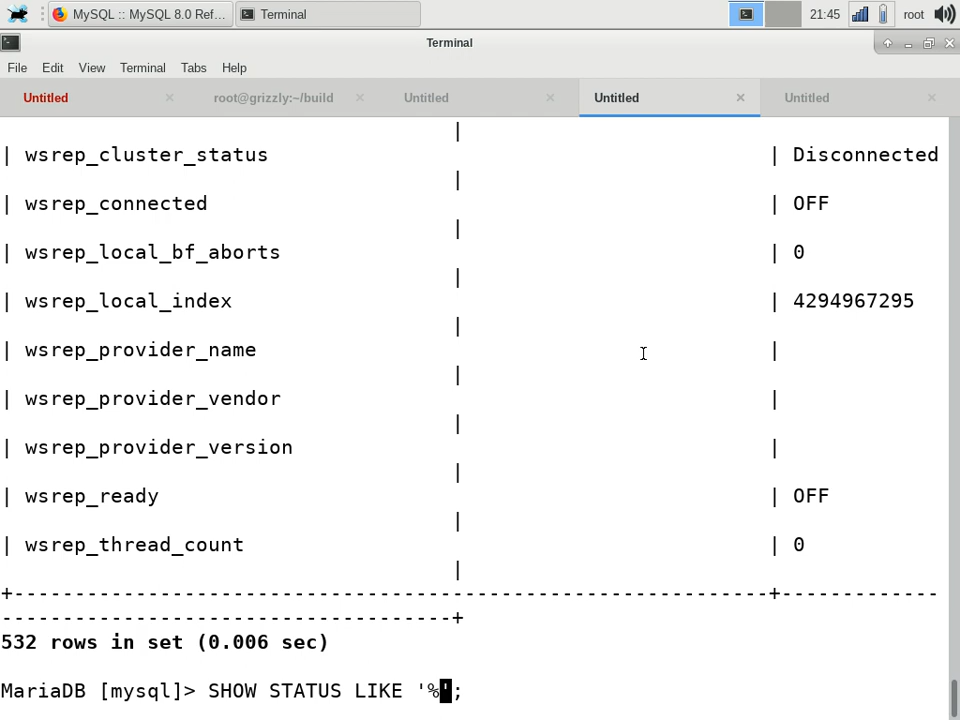 MySQL :: MySQL 8.0 Ref... Terminal 21:45 root
Terminal
File Edit View Terminal Tabs Help
Untitled root@grizzly:~/build Untitled Untitled Untitled
|
| wsrep_cluster_status | Disconnected
|
| wsrep_connected | OFF
|
| wsrep_local_bf_aborts | 0
|
| wsrep_local_index | 4294967295
|
| wsrep_provider_name |
|
| wsrep_provider_vendor |
|
| wsrep_provider_version |
|
| wsrep_ready | OFF
|
| wsrep_thread_count | 0
|
+--------------------------------------------------------------+-------------
-------------------------------------+
532 rows in set (0.006 sec)
MariaDB [mysql]> SHOW STATUS LIKE '%';